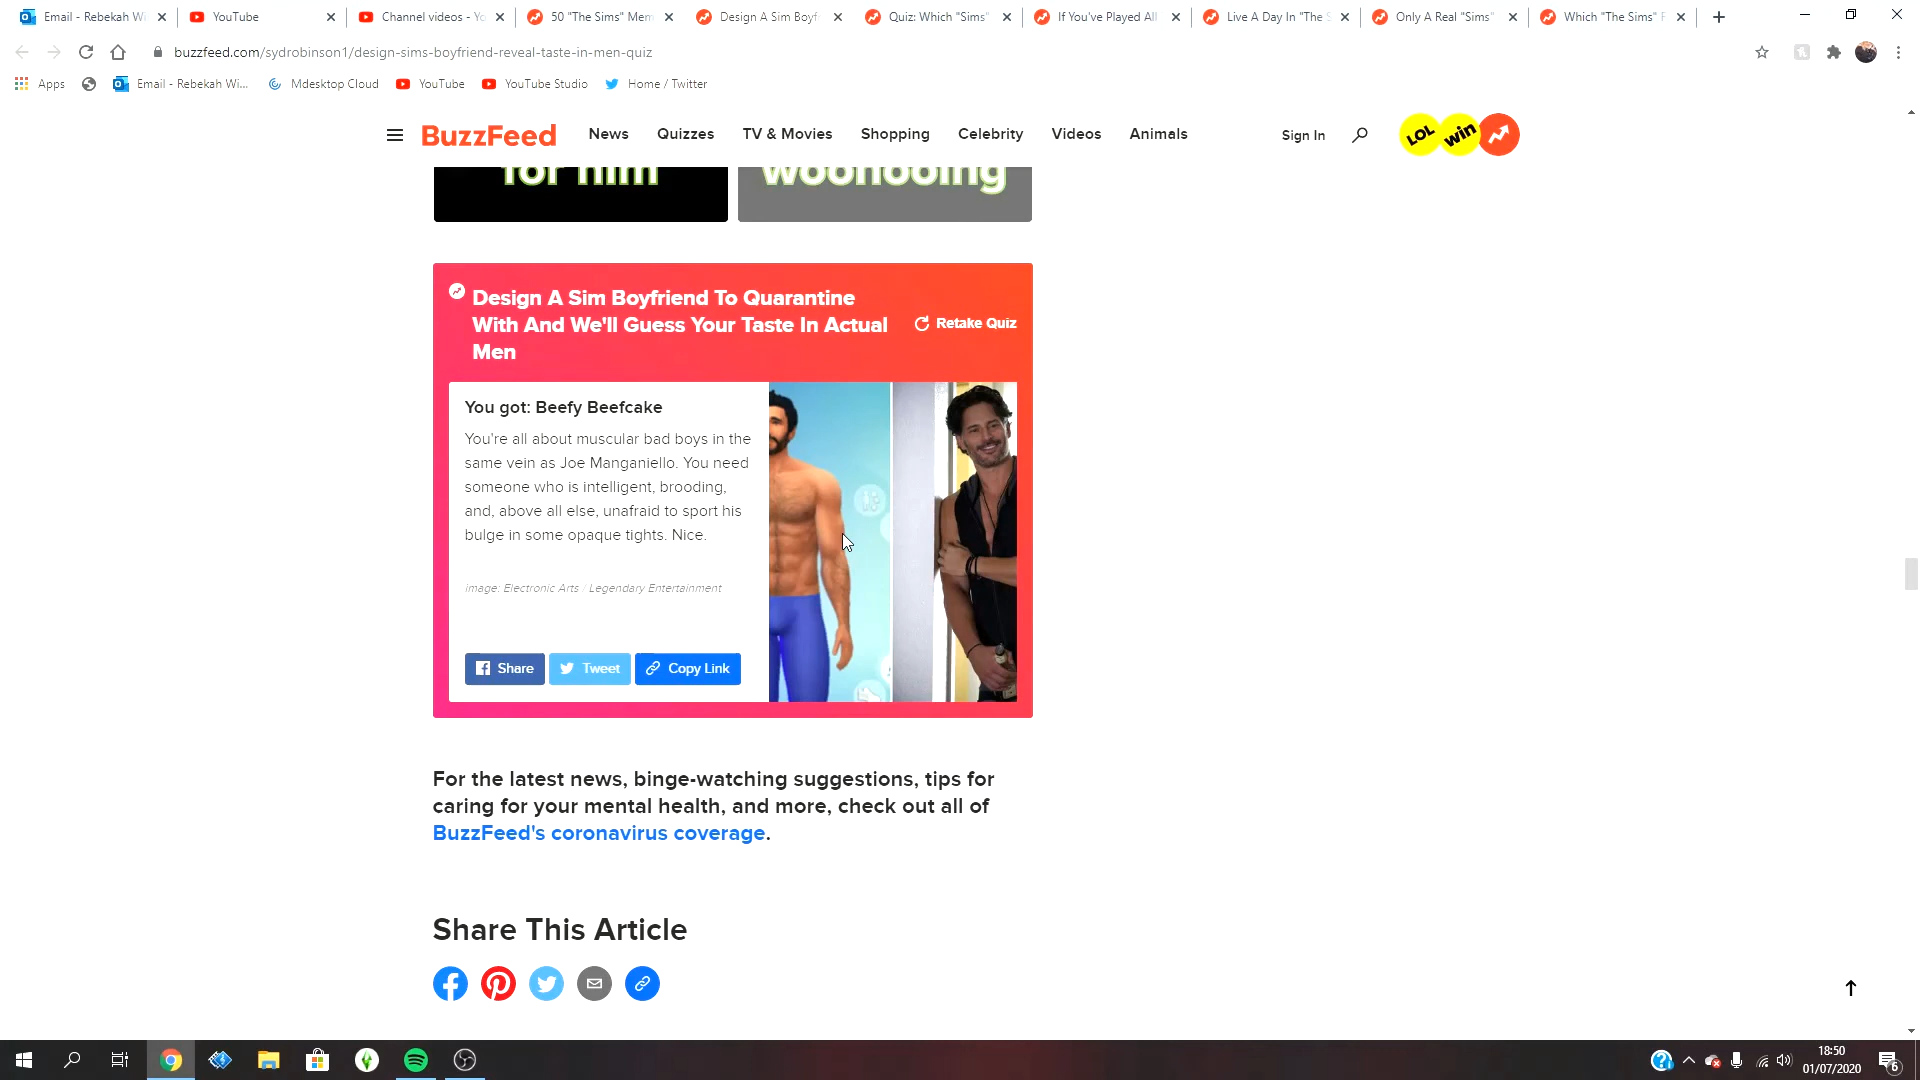 Email - Rebekah Wi
YouTube
Channel videos - Yo
50 "The Sims" Mem
Design A Sim Boyf
Quiz: Which "Sims"
If You've Played All
Live A Day In "The S
Only A Real "Sims"
Which "The Sims" F
buzzfeed.com/sydrobinson1/design-sims-boyfriend-reveal-taste-in-men-quiz
Apps
Email - Rebekah Wi...
Mdesktop Cloud
YouTube
YouTube Studio
Home / Twitter
BuzzFeed
News
Quizzes
TV & Movies
Shopping
Celebrity
Videos
Animals
Sign In
LOL
win
for him
woohooing
Design A Sim Boyfriend To Quarantine
With And We'll Guess Your Taste In Actual
Men
Retake Quiz
You got: Beefy Beefcake
You're all about muscular bad boys in the
same vein as Joe Manganiello. You need
someone who is intelligent, brooding,
and, above all else, unafraid to sport his
bulge in some opaque tights. Nice.
image: Electronic Arts / Legendary Entertainment
Share
Tweet
Copy Link
For the latest news, binge-watching suggestions, tips for
caring for your mental health, and more, check out all of
BuzzFeed's coronavirus coverage.
Share This Article
18:50
01/07/2020
6